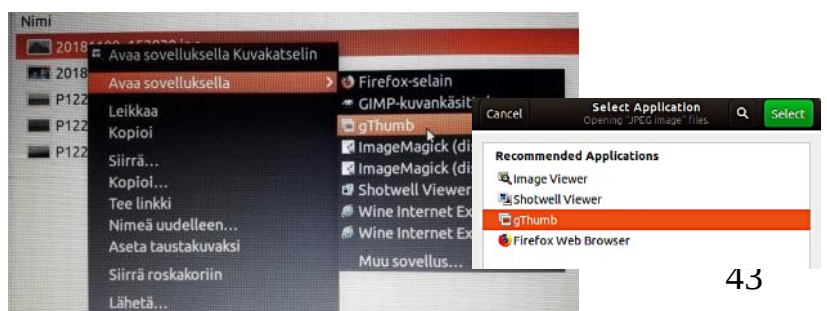 Nimi
2018
Avaa sovelluksella Kuvakatselin
2018
Avaa sovelluksella
P122
Leikkaa
P122
Kopioi
P122
Siirrä...
Kopioi...
Tee linkki
Nimeä uudelleen...
Aseta taustakuvaksi
Siirrä roskakoriin
Lähetä...
Firefox-selain
GIMP-kuvankäsit
gThumb
ImageMagick (di
ImageMagick (di
Shotwell Viewer
Wine Internet Ex
Wine Internet Ex
Muu sovellus...
Cancel
Select Application
Select
Opening "JPEG image" files.
Recommended Applications
Image Viewer
Shotwell Viewer
gThumb
Firefox Web Browser
43